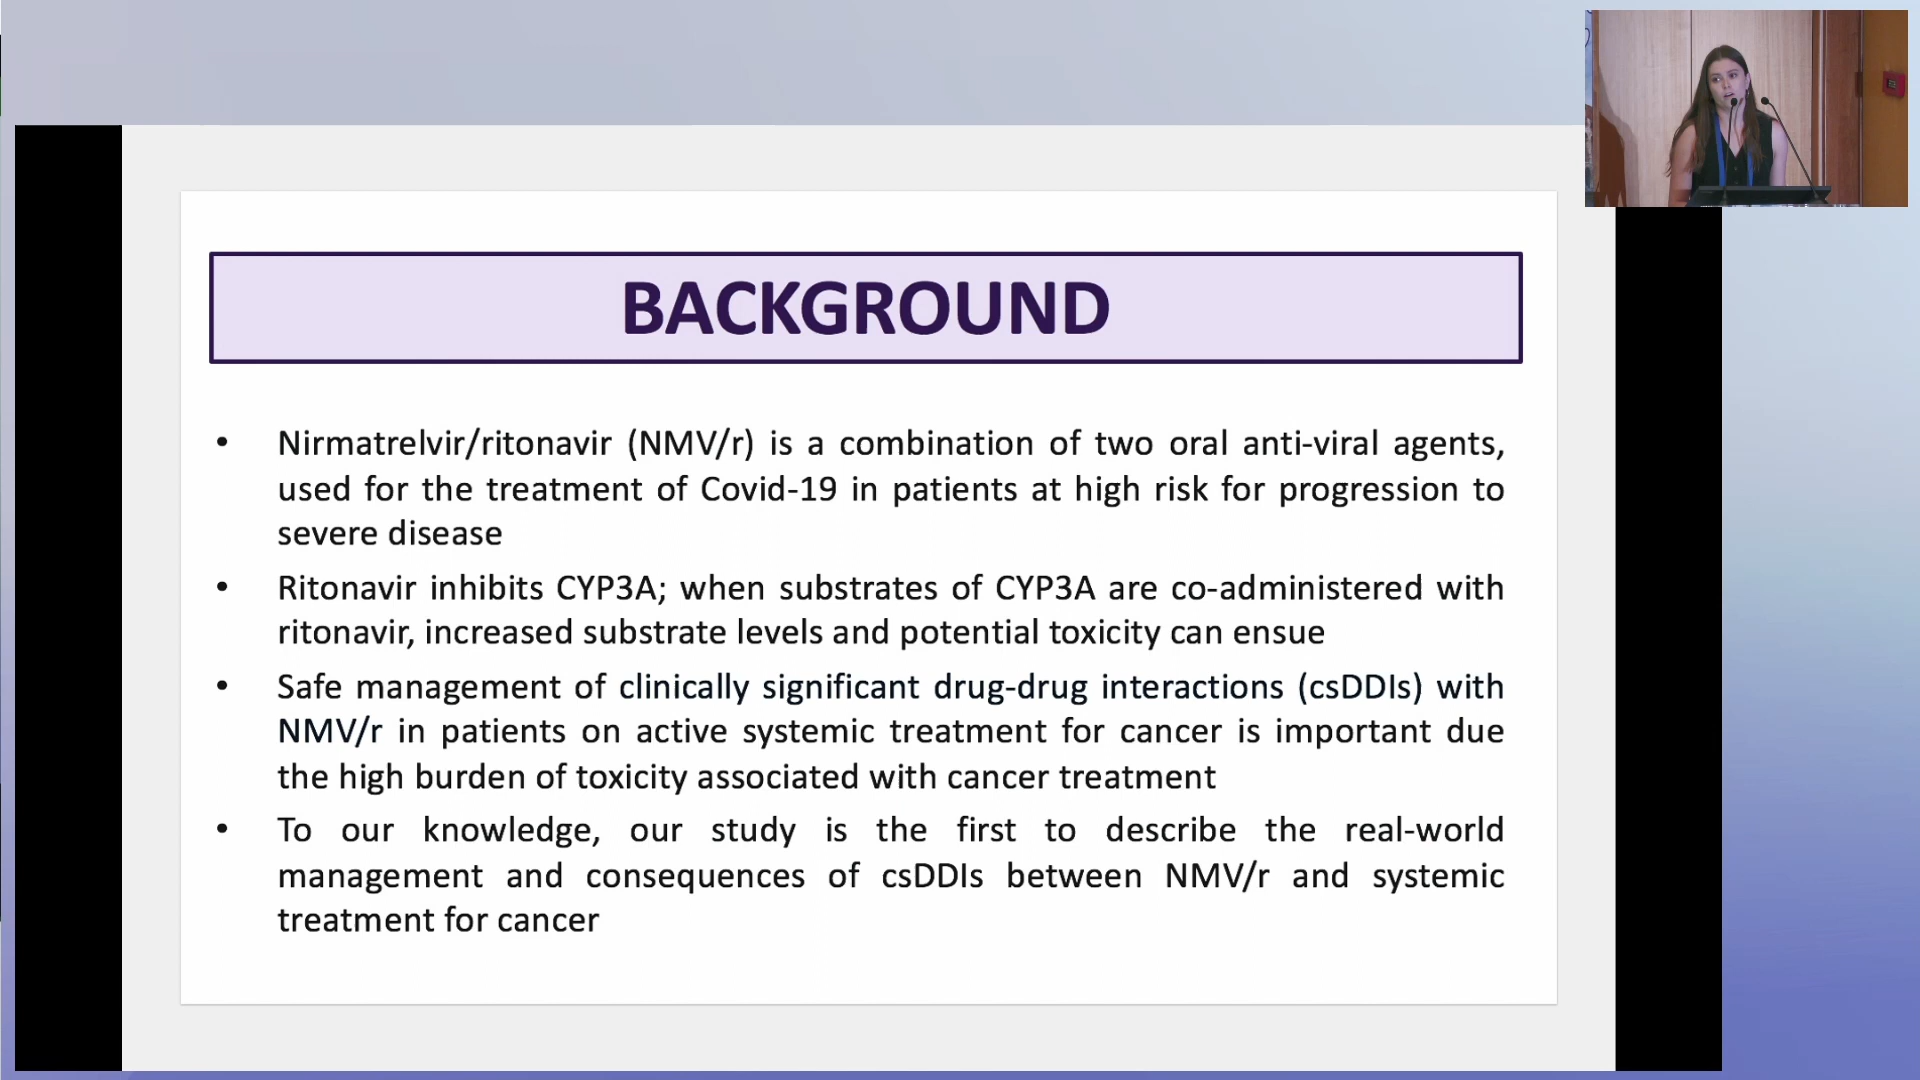 BACKGROUND
• Nirmatrelvir/ritonavir (NMV/r) is a combination of two oral anti-viral agents,
used for the treatment of Covid-19 in patients at high risk for progression to
severe disease
• Ritonavir inhibits CYP3A; when substrates of CYP3A are co-administered with
ritonavir, increased substrate levels and potential toxicity can ensue
• Safe management of clinically significant drug-drug interactions (csDDIs) with
NMV/r in patients on active systemic treatment for cancer is important due
the high burden of toxicity associated with cancer treatment
• To our knowledge, our study is the first to describe the real-world
management and consequences of csDDIs between NMV/r and systemic
treatment for cancer